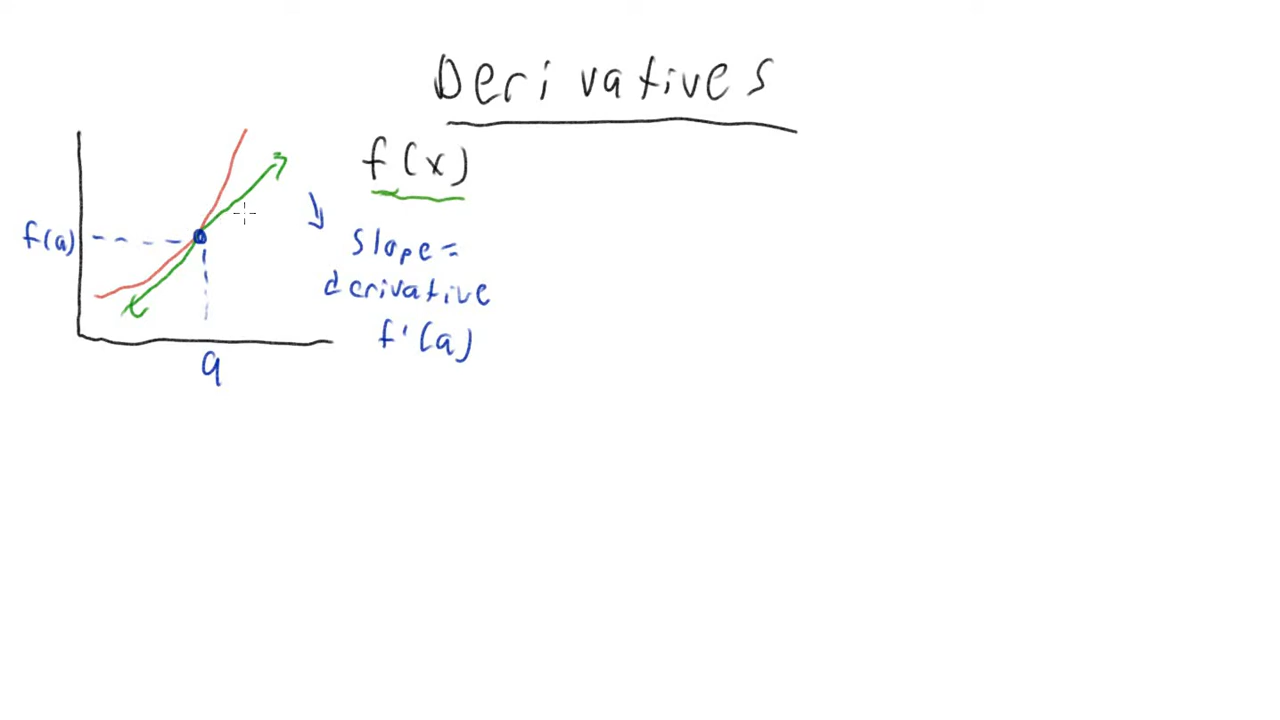 Derivatives
f(x)
f(a)
slope =
derivative
f'(a)
a